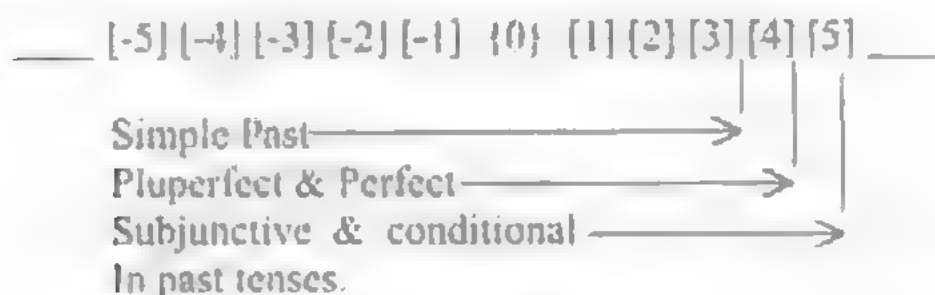 [-5] [-4] [-3] [-2] [-1] {0} [1] [2] [3] [4] [5]
Simple Past
Pluperfect & Perfect
Subjunctive & conditional
In past tenses.